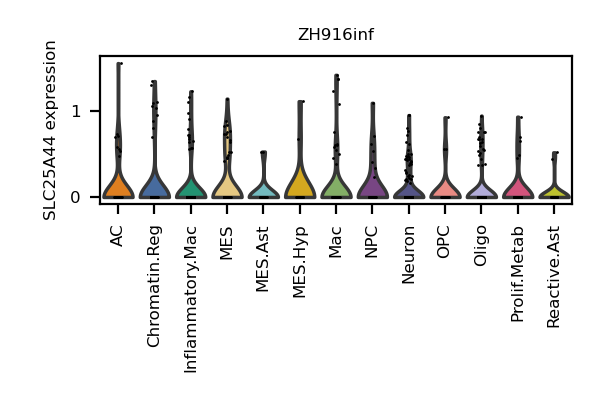 ZH916inf
SLC25A44 expression
1
0
AC
Chromatin.Reg
Inflammatory.Mac
MES
MES.Ast
MES.Hyp
Mac
NPC
Neuron
OPC
Oligo
Prolif.Metab
Reactive.Ast